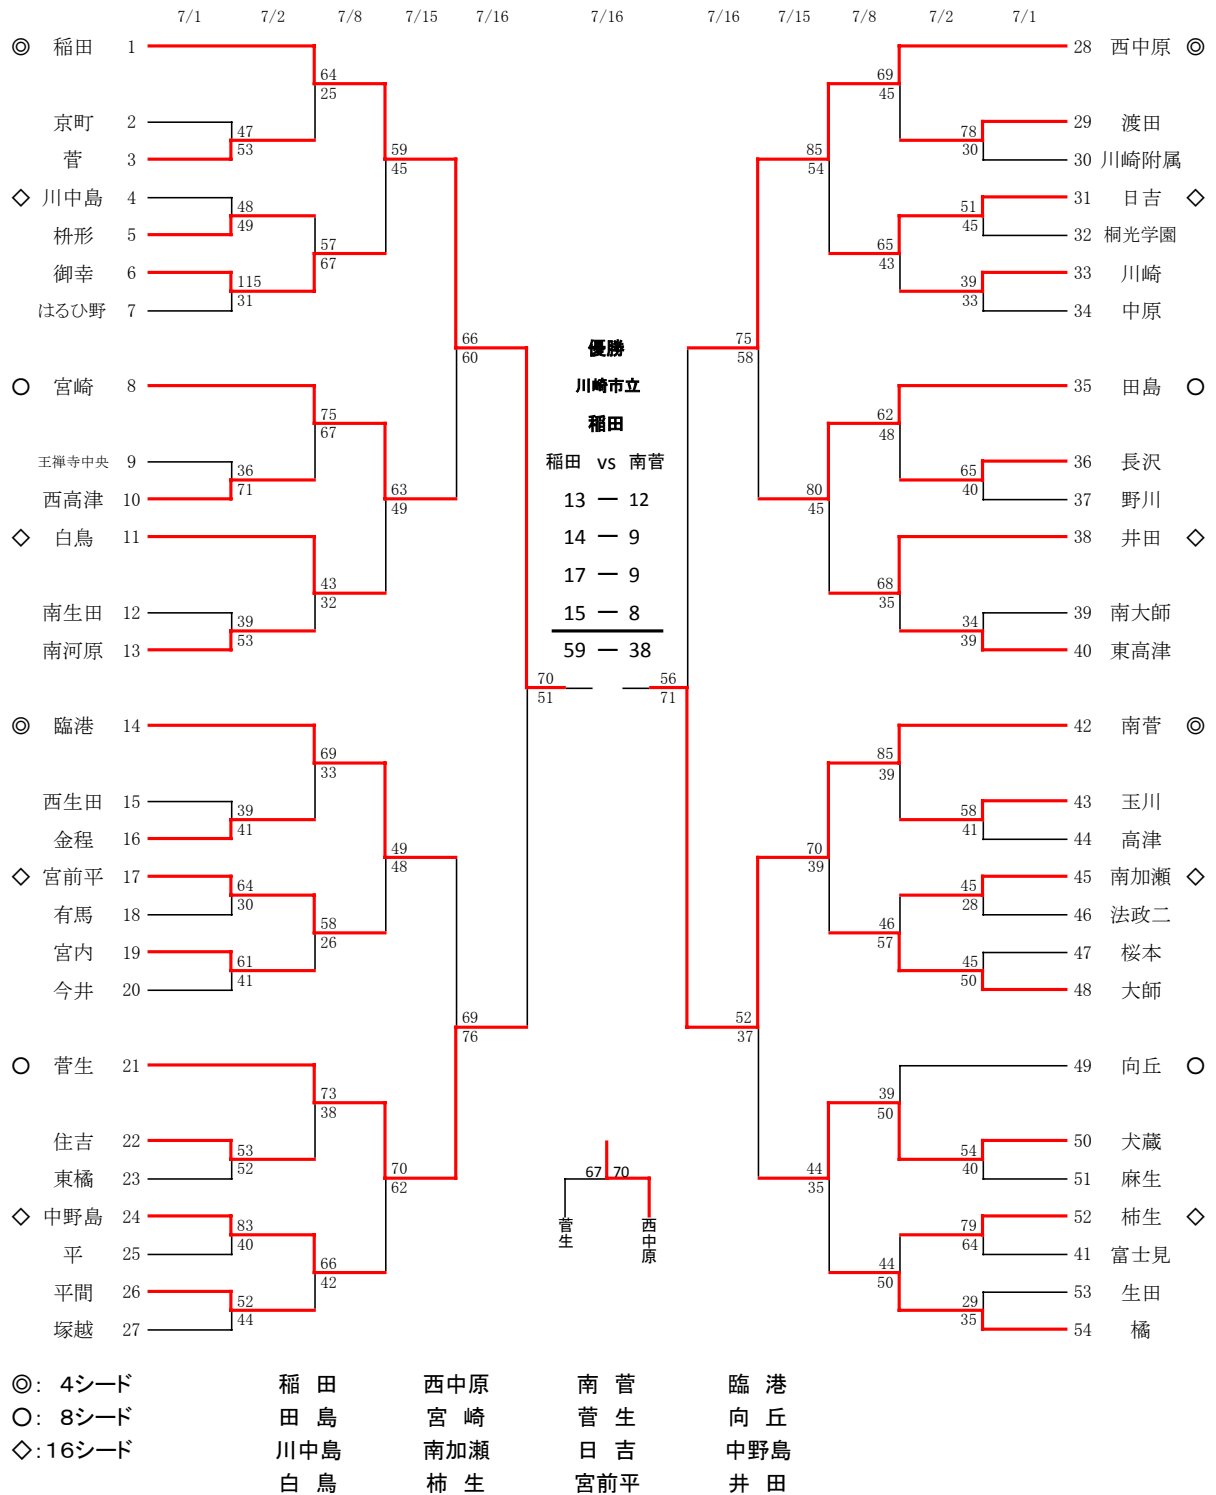 7/1 7/2 7/8 7/15 7/16 7/16 7/16 7/15 7/8 7/2 7/1
◎ 稲田 1
64
25
京町 2
47
53
菅 3
59
45
◇ 川中島 4
48
49
枡形 5
57
67
御幸 6
115
31
はるひ野 7
66
60
○ 宮崎 8
75
67
王禅寺中央 9
36
71
西高津 10
63
49
◇ 白鳥 11
43
32
南生田 12
39
53
南河原 13
70
51
◎ 臨港 14
69
33
西生田 15
39
41
金程 16
49
48
◇ 宮前平 17
64
30
有馬 18
58
26
宮内 19
61
41
今井 20
69
76
○ 菅生 21
73
38
住吉 22
53
52
東橘 23
70
62
◇ 中野島 24
83
40
平 25
66
42
平間 26
52
44
塚越 27
優勝
川崎市立
稲田
稲田 vs 南菅
13 ー 12
14 ー 9
17 ー 9
15 ー 8
59 ー 38
67 70
菅生
西中原
28 西中原 ◎
69
45
29 渡田
78
30
30 川崎附属
85
54
31 日吉 ◇
51
45
32 桐光学園
65
43
33 川崎
39
33
34 中原
75
58
35 田島 ○
62
48
36 長沢
65
40
37 野川
80
45
38 井田 ◇
68
35
39 南大師
34
39
40 東高津
56
71
42 南菅 ◎
85
39
43 玉川
58
41
44 高津
70
39
45 南加瀬 ◇
45
28
46 法政二
46
57
47 桜本
45
50
48 大師
52
37
49 向丘 ○
39
50
50 犬蔵
54
40
51 麻生
44
35
52 柿生 ◇
79
64
41 富士見
44
50
53 生田
29
35
54 橘
◎: 4シード 稲 田 西中原 南 菅 臨 港
○: 8シード 田 島 宮 崎 菅 生 向 丘
◇:16シード 川中島 南加瀬 日 吉 中野島
白 鳥 柿 生 宮前平 井 田